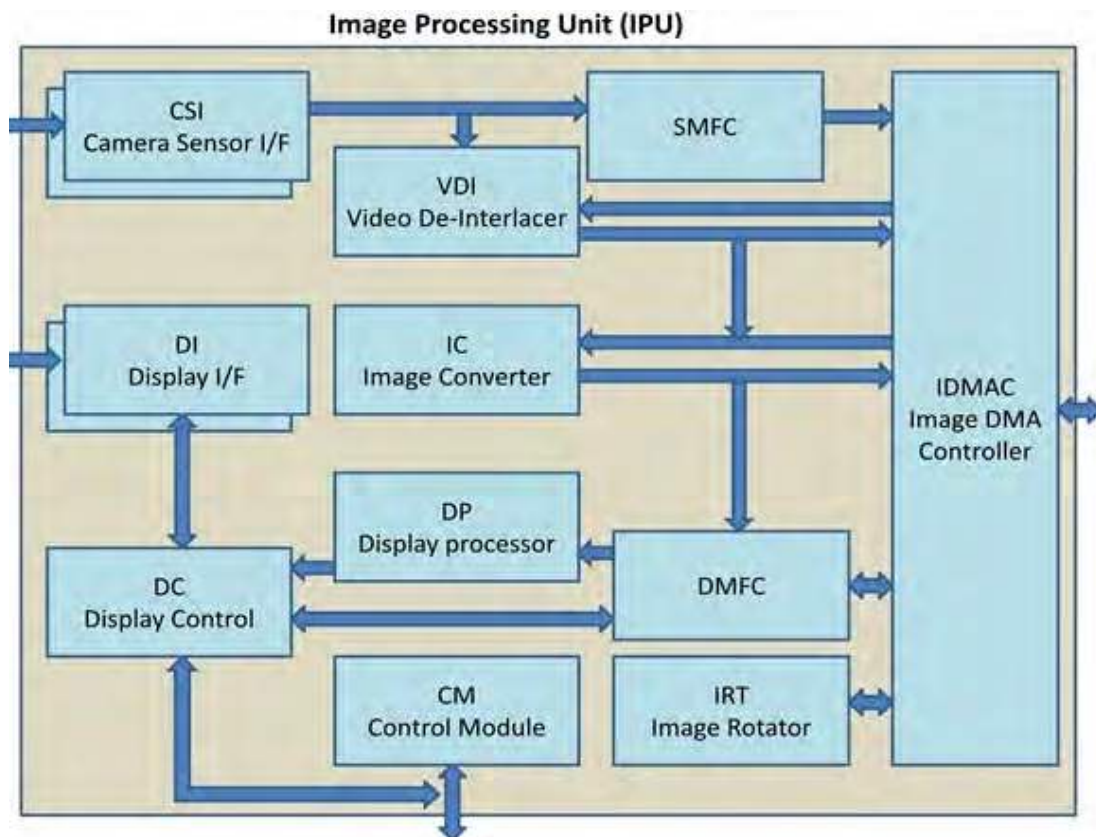 Image Processing Unit (IPU)
CSI
Camera Sensor I/F
SMFC
VDI
Video De-Interlacer
DI
Display I/F
IC
Image Converter
IDMAC
Image DMA
Controller
DP
Display processor
DC
Display Control
DMFC
CM
Control Module
IRT
Image Rotator